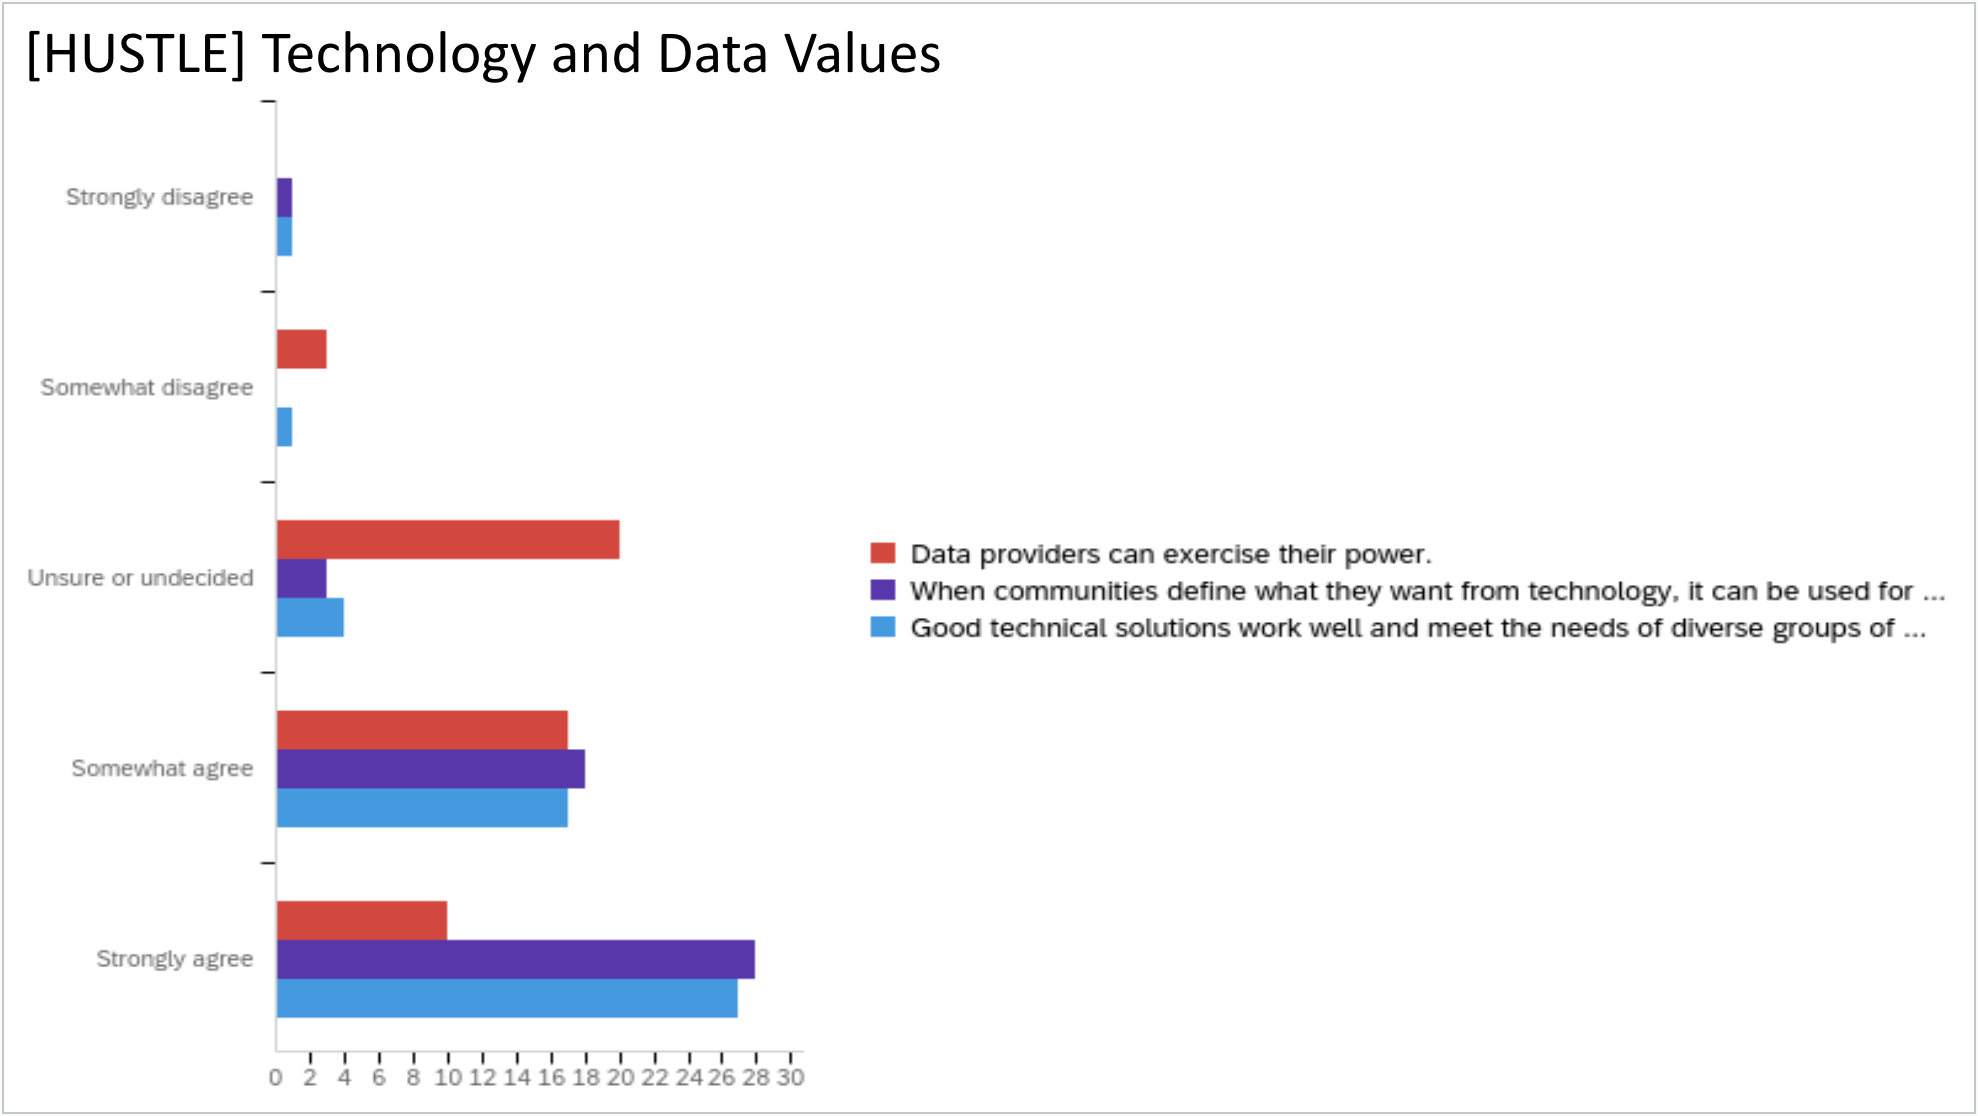 [HUSTLE] Technology and Data Values
Strongly disagree
Somewhat disagree
Unsure or undecided
Somewhat agree
Strongly agree
0 2 4 6 8 10 12 14 16 18 20 22 24 26 28 30
Data providers can exercise their power.
When communities define what they want from technology, it can be used for ...
Good technical solutions work well and meet the needs of diverse groups of ...